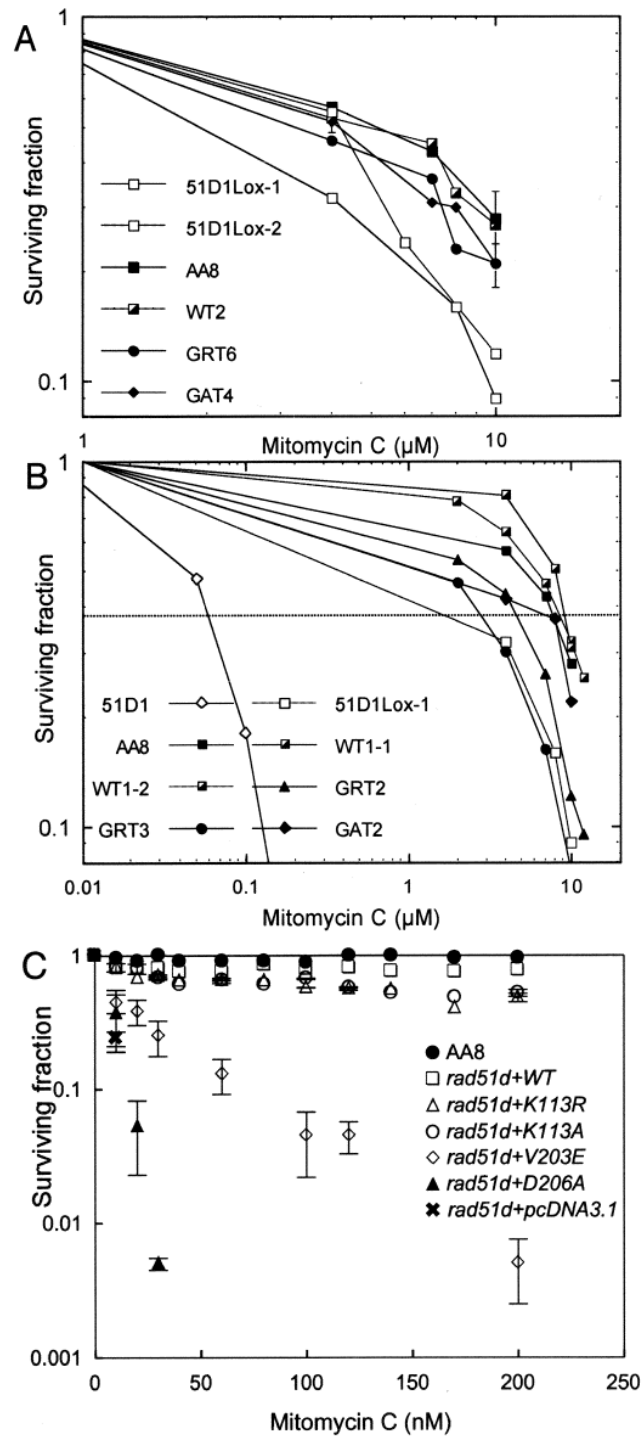 A
1
0.1
Surviving fraction
51D1Lox-1
51D1Lox-2
AA8
WT2
GRT6
GAT4
1
Mitomycin C (µM)
10
B
1
0.1
Surviving fraction
51D1
51D1Lox-1
AA8
WT1-1
WT1-2
GRT2
GRT3
GAT2
0.01
0.1
1
10
Mitomycin C (µM)
C
1
0.1
0.01
0.001
Surviving fraction
AA8
rad51d+WT
rad51d+K113R
rad51d+K113A
rad51d+V203E
rad51d+D206A
rad51d+pcDNA3.1
0
50
100
150
200
250
Mitomycin C (nM)